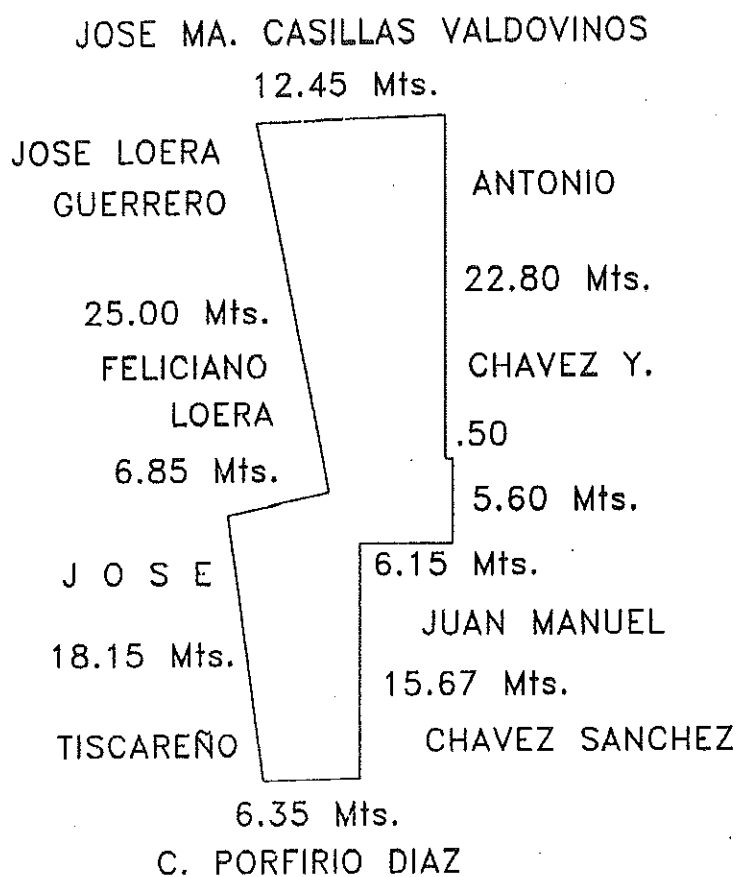 JOSE MA. CASILLAS VALDOVINOS
12.45 Mts.
JOSE LOERA
GUERRERO
ANTONIO
22.80 Mts.
25.00 Mts.
FELICIANO
LOERA
CHAVEZ Y.
.50
6.85 Mts.
5.60 Mts.
6.15 Mts.
J O S E
JUAN MANUEL
18.15 Mts.
15.67 Mts.
TISCAREÑO
CHAVEZ SANCHEZ
6.35 Mts.
C. PORFIRIO DIAZ